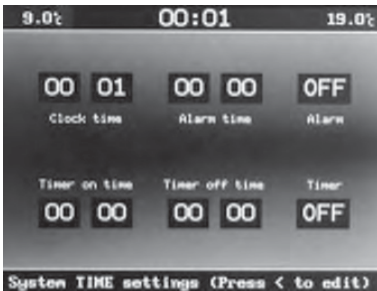 9.0℃ 00:01 19.0℃
00 01 00 00 OFF
Clock time Alarm time Alarm
Timer on time Timer off time Timer
00 00 00 00 OFF
System TIME settings (Press < to edit)